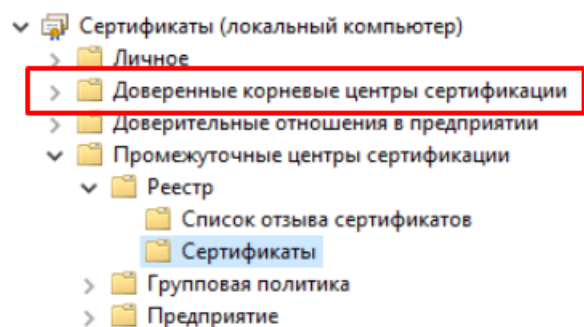 Сертификаты (локальный компьютер)
Личное
Доверенные корневые центры сертификации
Доверительные отношения в предприятии
Промежуточные центры сертификации
Реестр
Список отзыва сертификатов
Сертификаты
Групповая политика
Предприятие